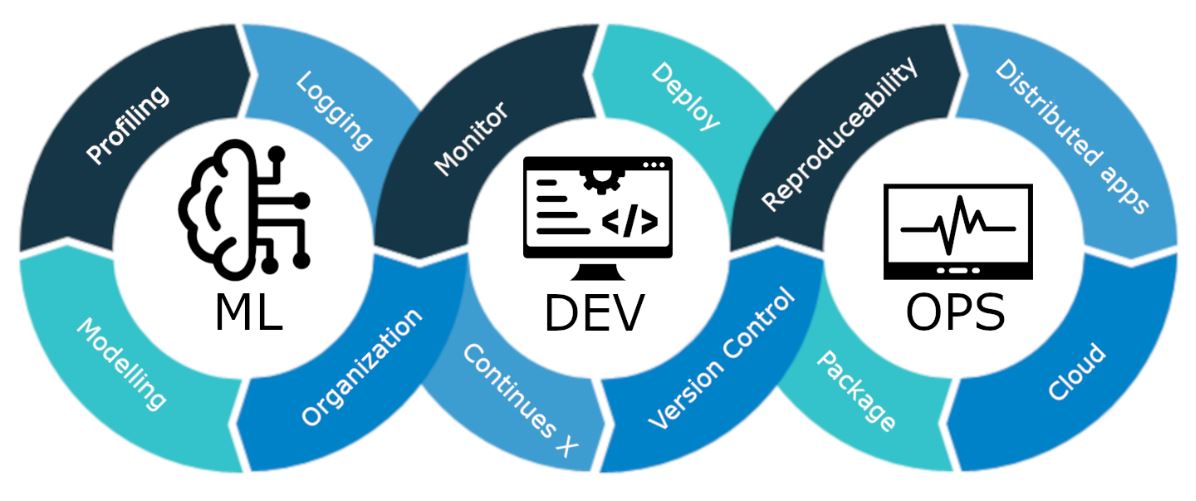 Profiling
Logging
Modelling
Organization
ML
Monitor
Deploy
Continues X
Version Control
DEV
</>
Reproduceability
Distributed apps
Package
Cloud
OPS